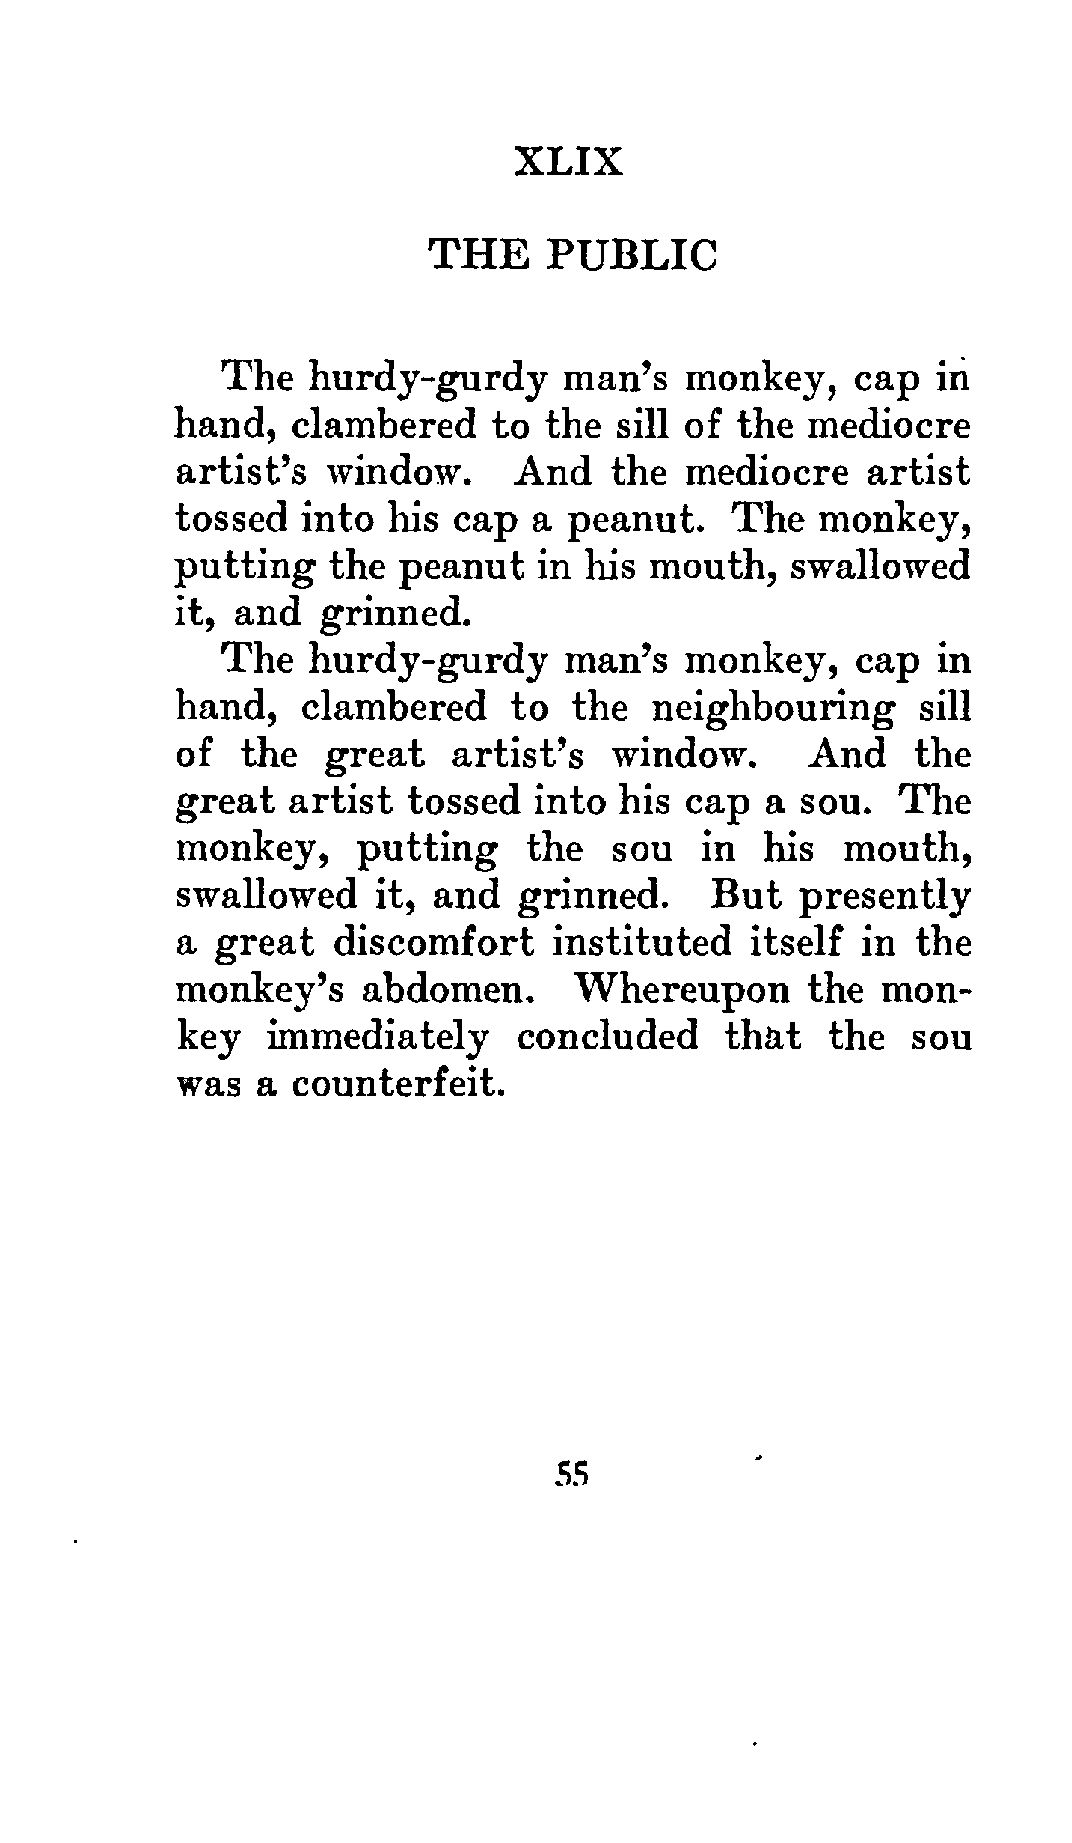 XLIX
THE PUBLIC
The hurdy-gurdy man's monkey, cap in
hand, clambered to the sill of the mediocre
artist's window. And the mediocre artist
tossed into his cap a peanut. The monkey,
putting the peanut in his mouth, swallowed
it, and grinned.
The hurdy-gurdy man's monkey, cap in
hand, clambered to the neighbouring sill
of the great artist's window. And the
great artist tossed into his cap a sou. The
monkey, putting the sou in his mouth,
swallowed it, and grinned. But presently
a great discomfort instituted itself in the
monkey's abdomen. Whereupon the mon-
key immediately concluded that the sou
was a counterfeit.
55